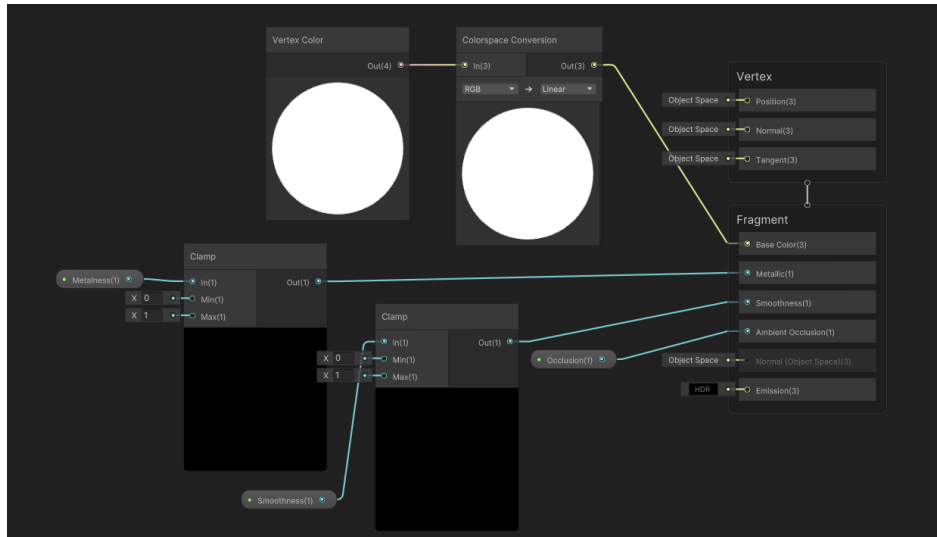 Vertex Color
Out(4)
Colorspace Conversion
In(3) Out(3)
RGB → Linear
Vertex
Object Space Position(3)
Object Space Normal(3)
Object Space Tangent(3)
Fragment
Base Color(3)
Metallic(1)
Smoothness(1)
Ambient Occlusion(1)
Object Space Normal (Object Space)(3)
HDR Emission(3)
Metalness(1)
Clamp
In(1) Out(1)
X 0 Min(1)
X 1 Max(1)
Clamp
In(1) Out(1)
X 0 Min(1)
X 1 Max(1)
Occlusion(1)
Smoothness(1)